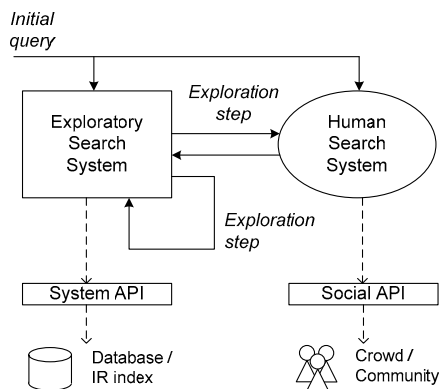 Initial
query
Exploration
step
Exploratory
Search
System
Human
Search
System
Exploration
step
System API
Social API
Database /
IR index
Crowd /
Community